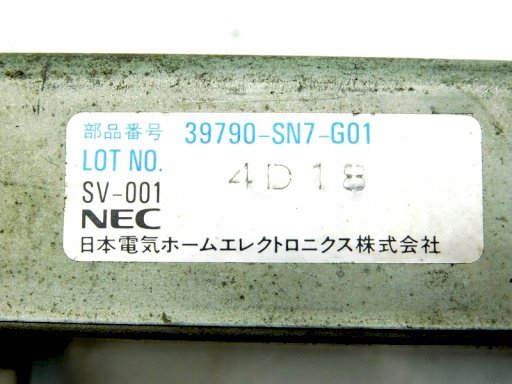 部品番号 39790-SN7-G01
LOT NO. 4D18
SV-001
NEC
日本電気ホームエレクトロニクス株式会社